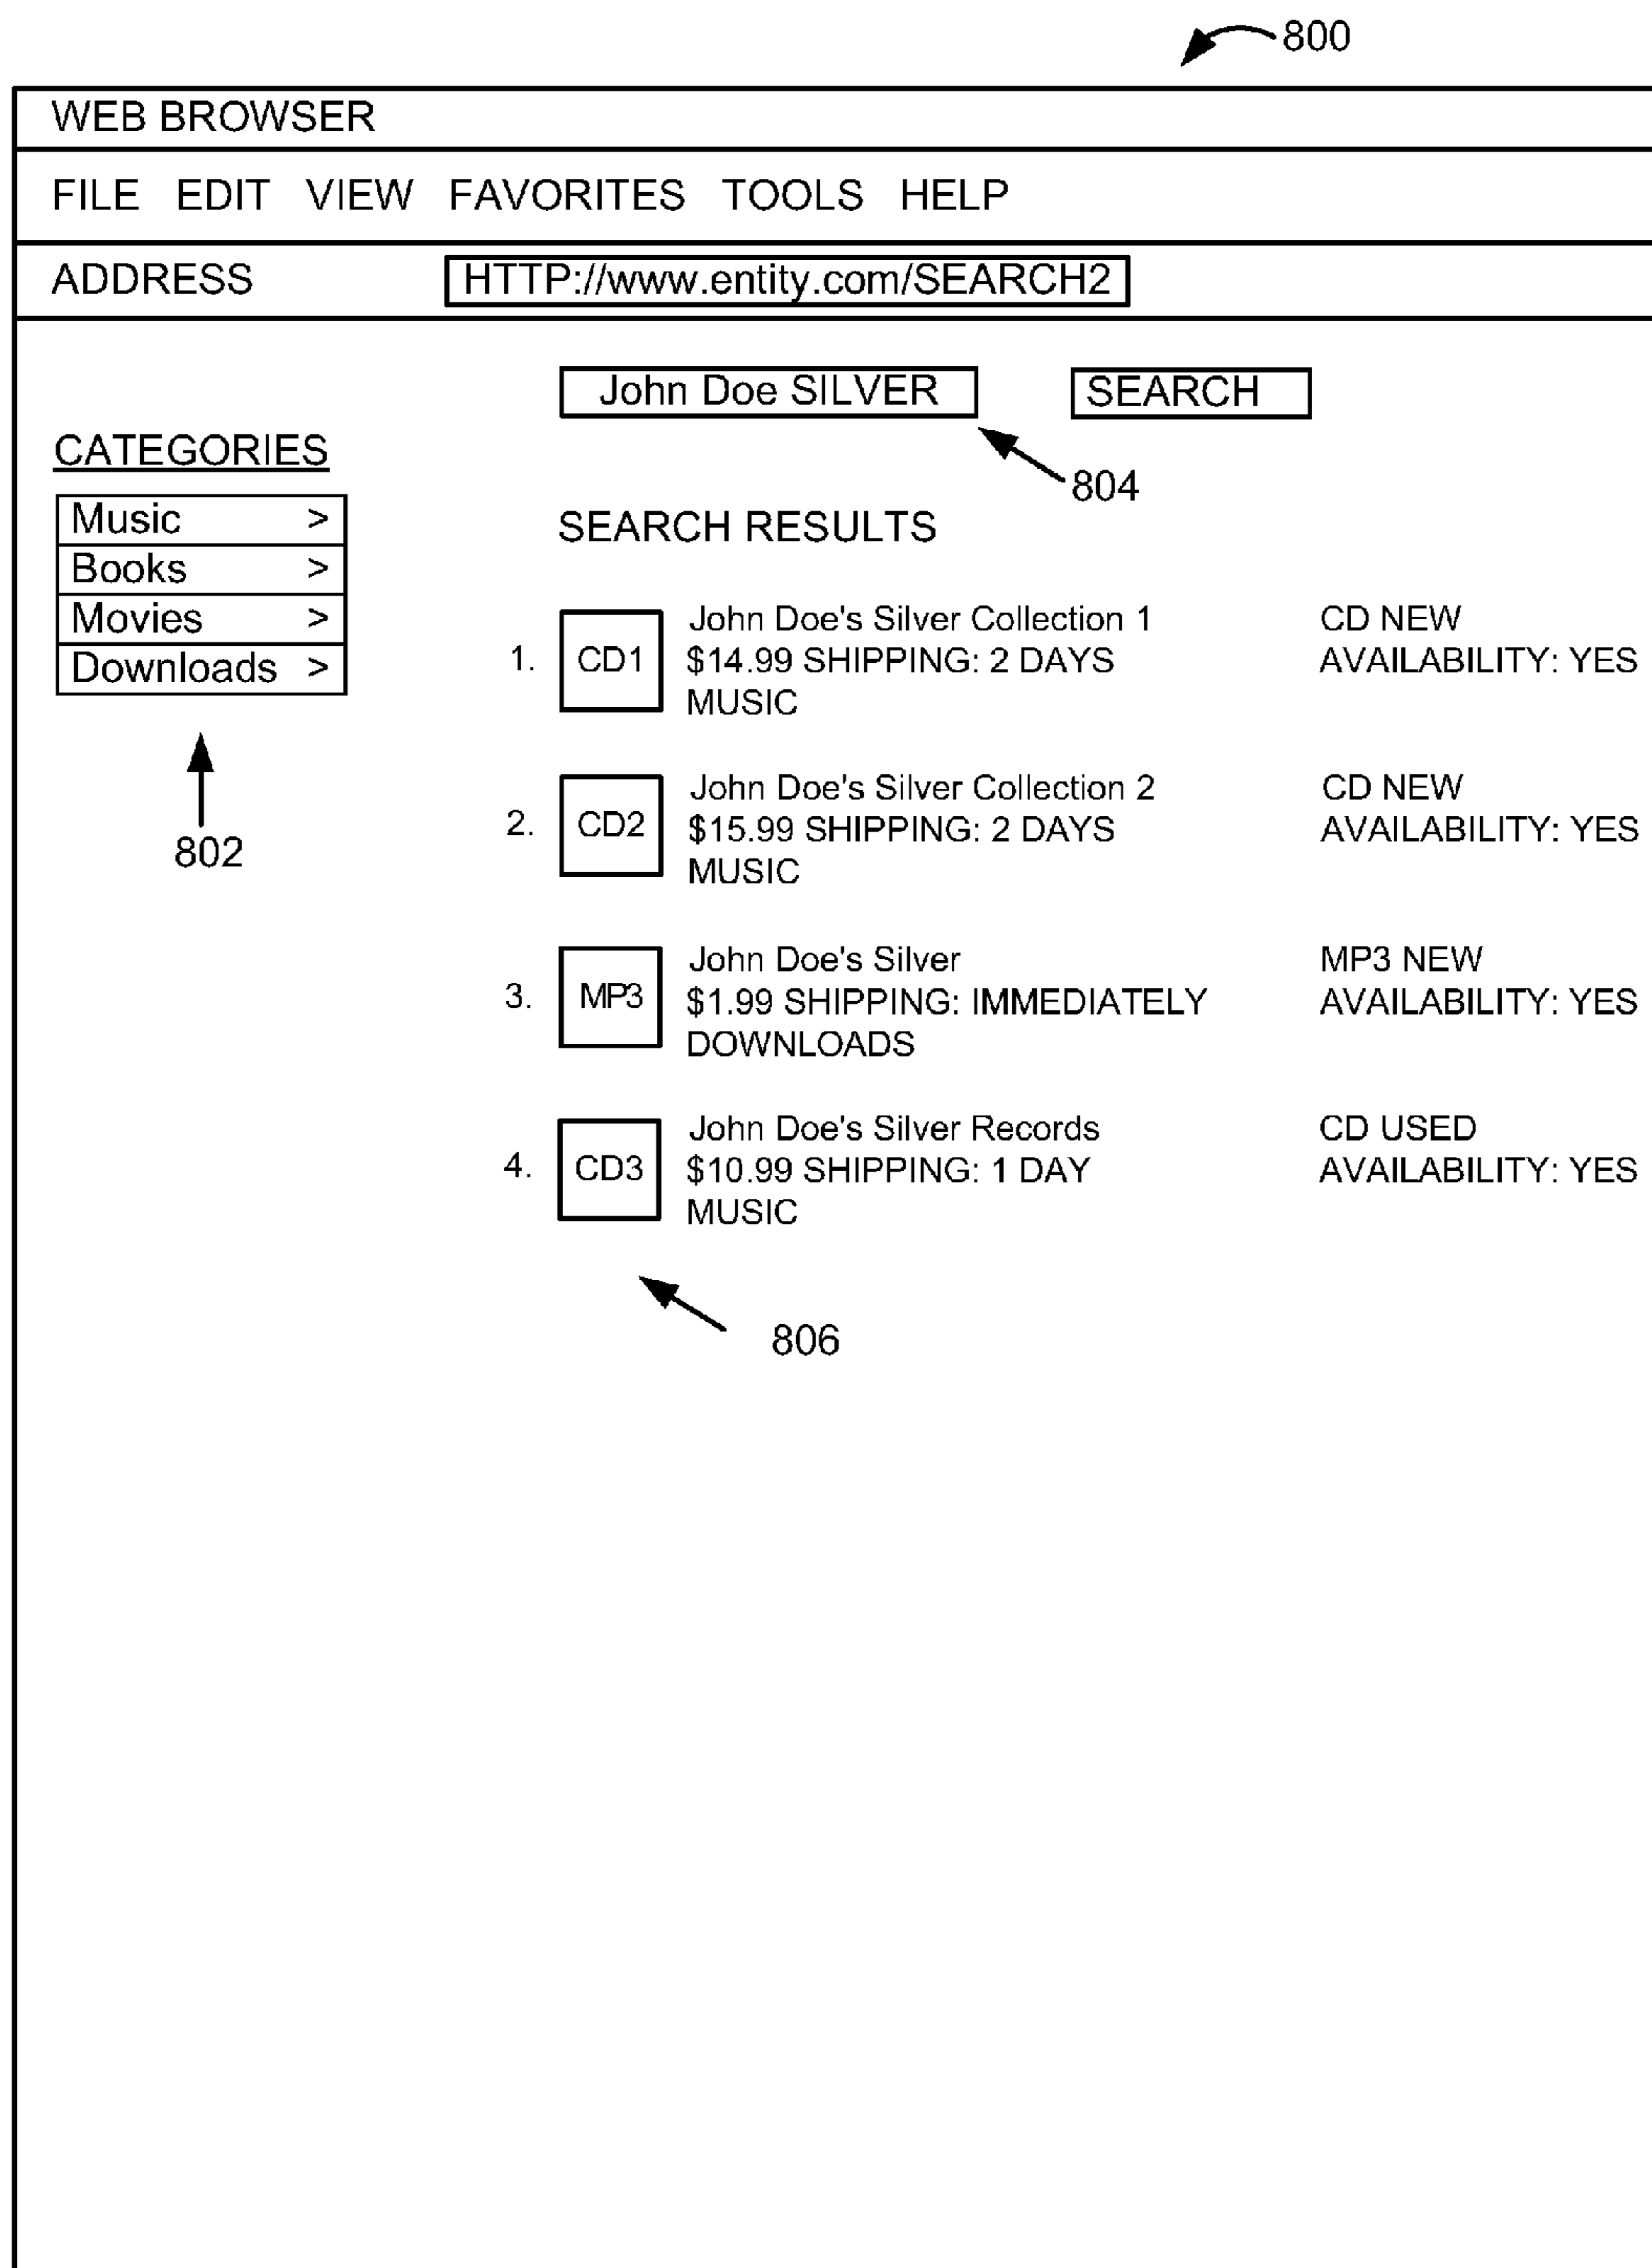 800
WEB BROWSER
FILE EDIT VIEW FAVORITES TOOLS HELP
ADDRESS HTTP://www.entity.com/SEARCH2
John Doe SILVER SEARCH
804
CATEGORIES
Music >
Books >
Movies >
Downloads >
802
SEARCH RESULTS
1. CD1 John Doe's Silver Collection 1 CD NEW
$14.99 SHIPPING: 2 DAYS AVAILABILITY: YES
MUSIC
2. CD2 John Doe's Silver Collection 2 CD NEW
$15.99 SHIPPING: 2 DAYS AVAILABILITY: YES
MUSIC
3. MP3 John Doe's Silver MP3 NEW
$1.99 SHIPPING: IMMEDIATELY AVAILABILITY: YES
DOWNLOADS
4. CD3 John Doe's Silver Records CD USED
$10.99 SHIPPING: 1 DAY AVAILABILITY: YES
MUSIC
806